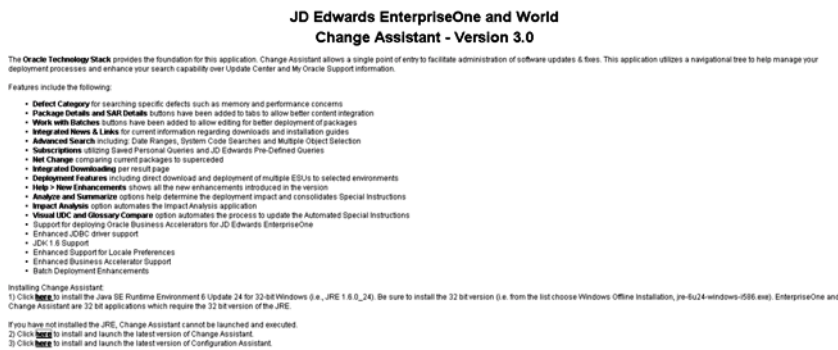 JD Edwards EnterpriseOne and World
Change Assistant - Version 3.0
The Oracle Technology Stack provides the foundation for this application. Change Assistant allows a single point of entry to facilitate administration of software updates & fixes. This application utilizes a navigational tree to help manage your
deployment processes and enhance your search capability over Update Center and My Oracle Support information.
Features include the following:
• Defect Category for searching specific defects such as memory and performance concerns
• Package Details and SAR Details buttons have been added to tabs to allow better content integration
• Work with Batches buttons have been added to allow editing for better deployment of packages
• Integrated News & Links for current information regarding downloads and installation guides
• Advanced Search including: Date Ranges, System Code Searches and Multiple Object Selection
• Subscriptions utilizing Saved Personal Queries and JD Edwards Pre-Defined Queries
• Net Change comparing current packages to superceded
• Integrated Downloading per result page
• Deployment Features including direct download and deployment of multiple ESUs to selected environments
• Help > New Enhancements shows all the new enhancements introduced in the version
• Analyze and Summarize options help determine the deployment impact and consolidates Special Instructions
• Impact Analysis option automates the Impact Analysis application
• Visual UDC and Glossary Compare option automates the process to update the Automated Special Instructions
• Support for deploying Oracle Business Accelerators for JD Edwards EnterpriseOne
• Enhanced JDBC driver support
• JDK 1.6 Support
• Enhanced Support for Locale Preferences
• Enhanced Business Accelerator Support
• Batch Deployment Enhancements
Installing Change Assistant:
1) Click here to install the Java SE Runtime Environment 6 Update 24 for 32-bit Windows (i.e., JRE 1.6.0_24). Be sure to install the 32 bit version (i.e. from the list choose Windows Offline Installation, jre-6u24-windows-i586.exe). EnterpriseOne and
Change Assistant are 32 bit applications which require the 32 bit version of the JRE.
If you have not installed the JRE, Change Assistant cannot be launched and executed.
2) Click here to install and launch the latest version of Change Assistant.
3) Click here to install and launch the latest version of Configuration Assistant.